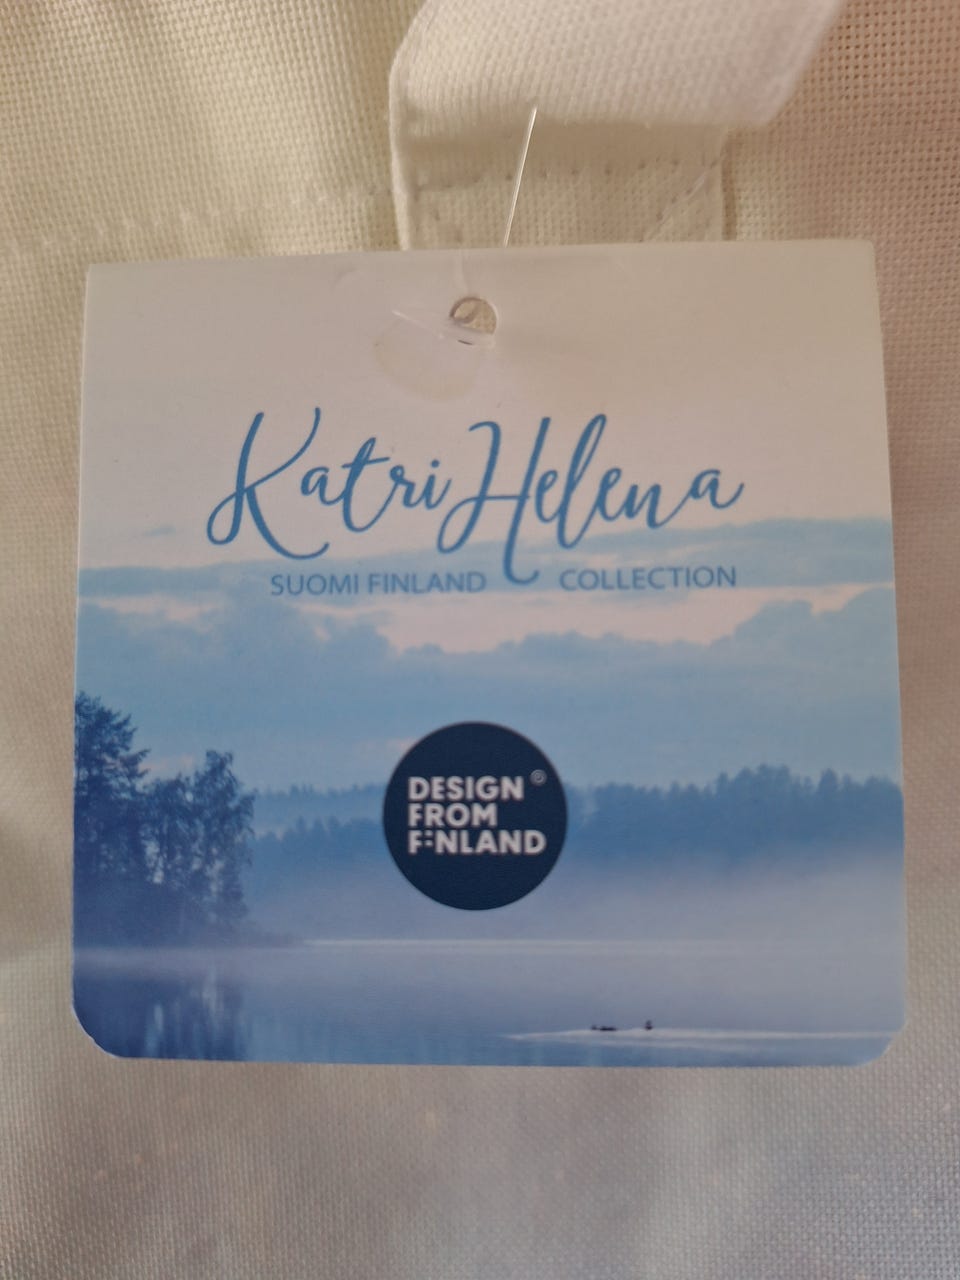 Katri Helena
SUOMI FINLAND COLLECTION
DESIGN ®
FROM
F:NLAND